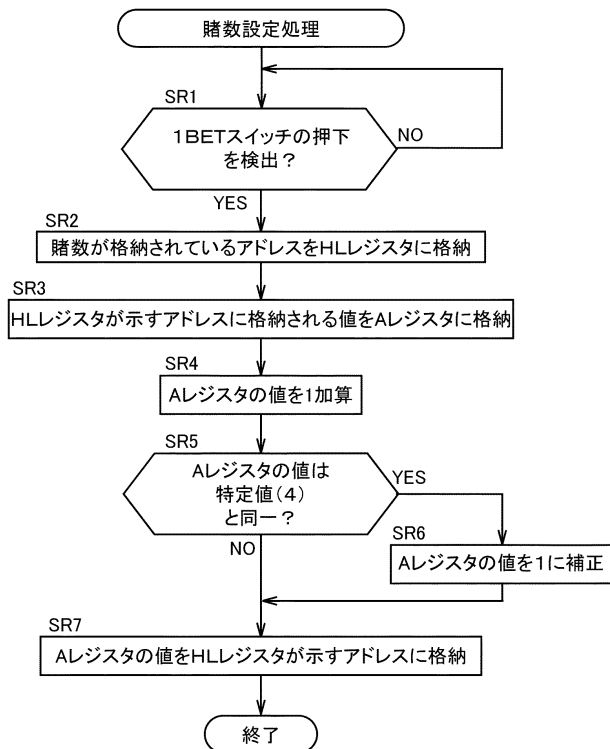 賭数設定処理
SR1
1BETスイッチの押下
を検出?
NO
YES
SR2
賭数が格納されているアドレスをHLレジスタに格納
SR3
HLレジスタが示すアドレスに格納される値をAレジスタに格納
SR4
Aレジスタの値を1加算
SR5
Aレジスタの値は
特定値(4)
と同一?
YES
NO
SR6
Aレジスタの値を1に補正
SR7
Aレジスタの値をHLレジスタが示すアドレスに格納
終了